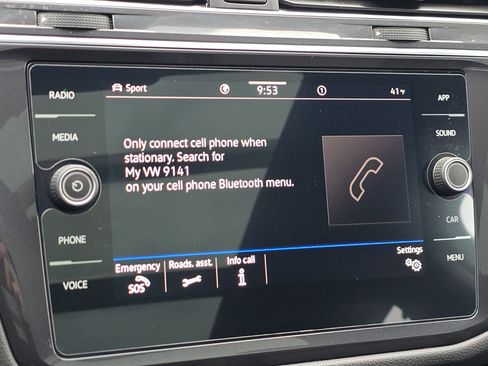 RADIO
MEDIA
PHONE
VOICE
Sport
9:53
41°F
Only connect cell phone when
stationary. Search for
My VW 9141
on your cell phone Bluetooth menu.
Settings
Emergency
SOS
Roads. asst.
Info call
i
APP
SOUND
CAR
MENU